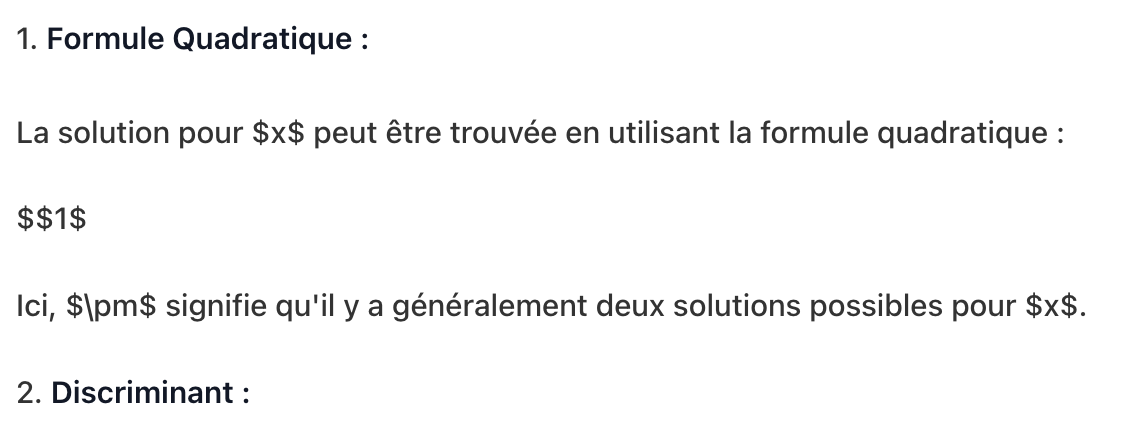 1. Formule Quadratique :
La solution pour $x$ peut être trouvée en utilisant la formule quadratique :
$$1$
Ici, $\pm$ signifie qu'il y a généralement deux solutions possibles pour $x$.
2. Discriminant :